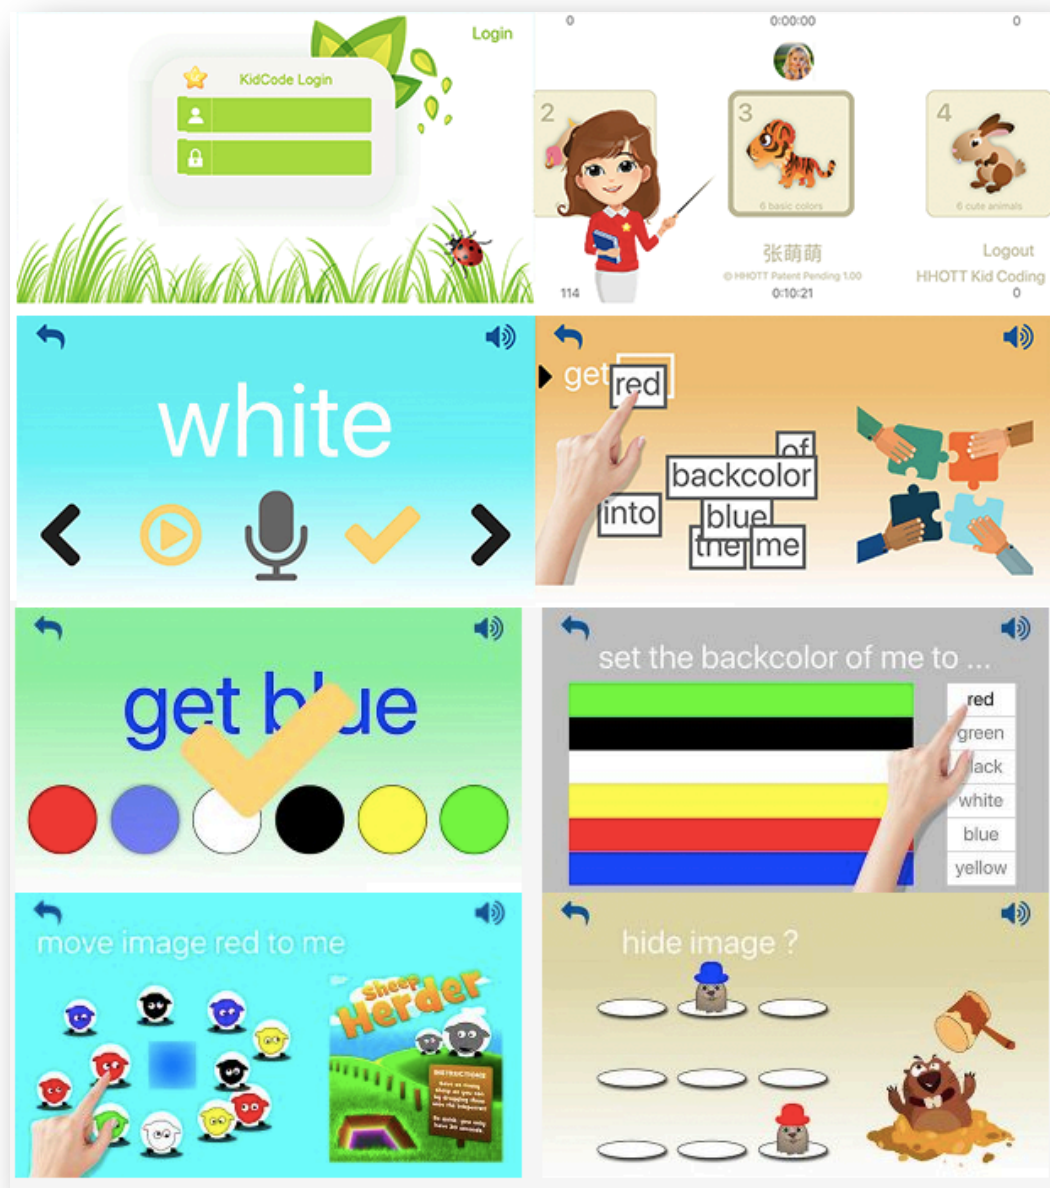 Login
KidCode Login
0
0:00:00
0
2
3
4
6 basic colors
6 cute animals
张萌萌
Logout
© HHOTT Patent Pending 1.00
HHOTT Kid Coding
114
0:10:21
0
white
get
red
of
backcolor
into
blue
the me
get blue
set the backcolor of me to ...
red
green
lack
white
blue
yellow
move image red to me
Sheep
Herder
INSTRUCTIONS
hide image ?